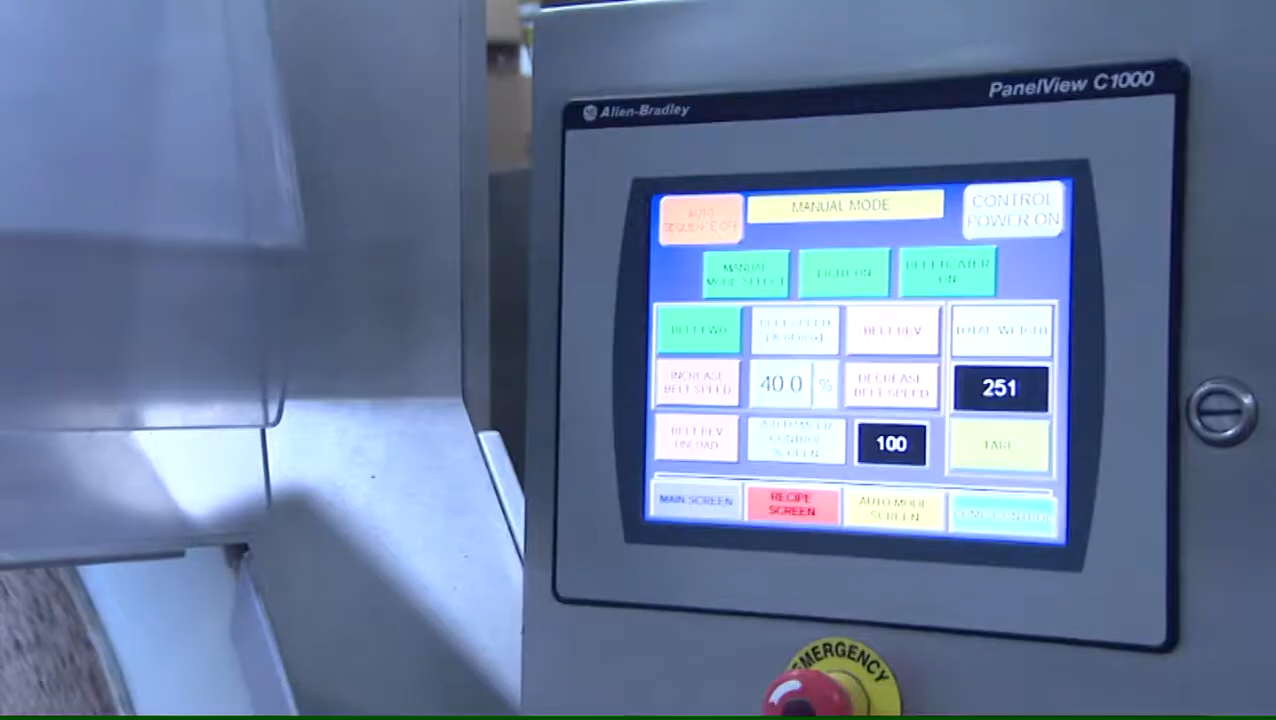 Allen-Bradley
PanelView C1000
AUTO
SEQUENCE OFF
MANUAL MODE
CONTROL
POWER ON
MANUAL
MODE SELECT
LIGHT ON
BELT HEATER
ON
BELT FWD
BELT SPEED
BELT REV
TOTAL WEIGHT
INCREASE
BELT SPEED
40.0 %
DECREASE
BELT SPEED
251
BELT REV
UNLOAD
CONTROL
SCREEN
100
TARE
MAIN SCREEN
RECIPE
SCREEN
AUTO MODE
SCREEN
EMERGENCY